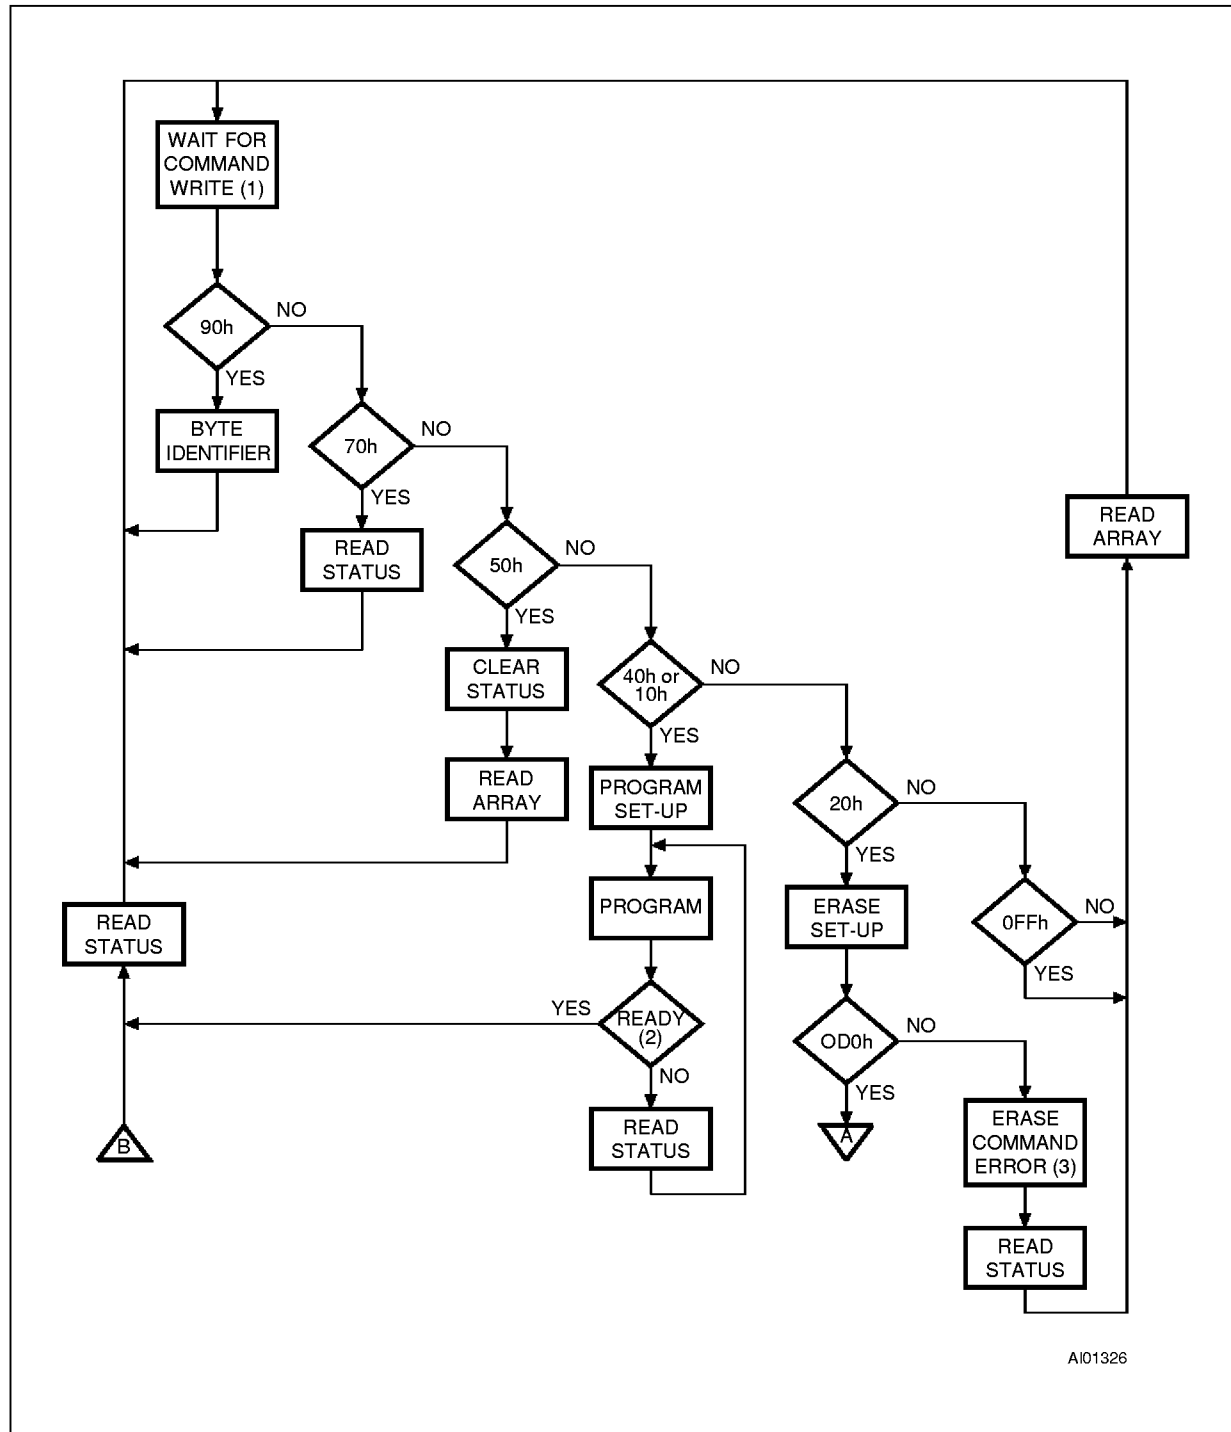 WAIT FOR
COMMAND
WRITE (1)
90h
NO
YES
BYTE
IDENTIFIER
70h
NO
YES
READ
STATUS
50h
NO
YES
CLEAR
STATUS
READ
ARRAY
40h or
10h
NO
YES
PROGRAM
SET-UP
PROGRAM
READY
(2)
YES
NO
READ
STATUS
READ
STATUS
B
20h
NO
YES
ERASE
SET-UP
OD0h
NO
YES
A
0FFh
NO
YES
ERASE
COMMAND
ERROR (3)
READ
STATUS
READ
ARRAY
AI01326